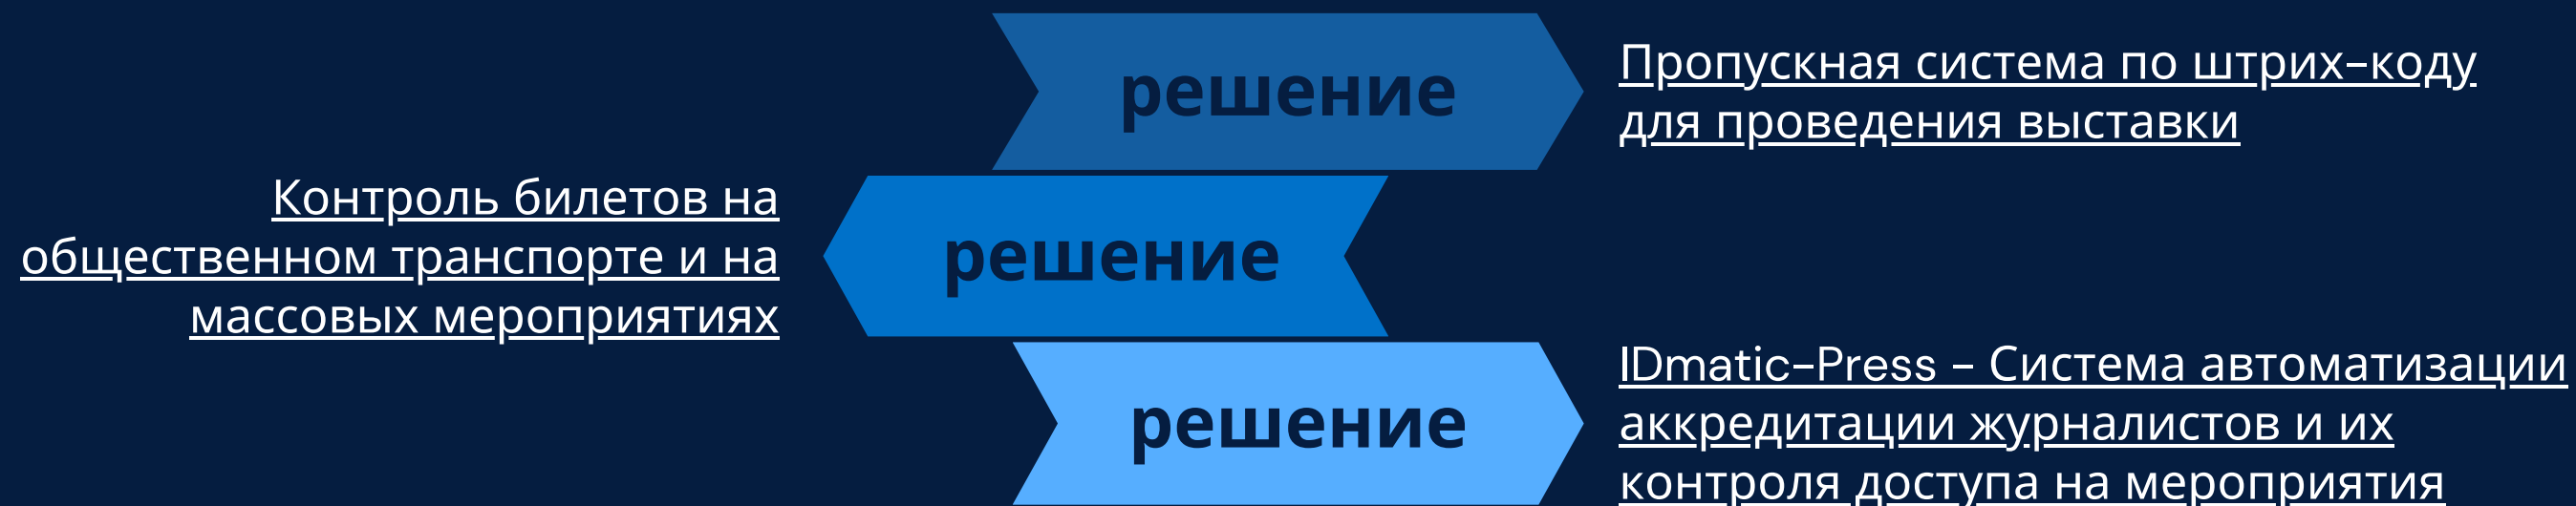 решение
Пропускная система по штрих-коду
для проведения выставки
Контроль билетов на
общественном транспорте и на
массовых мероприятиях
решение
решение
IDmatic-Press - Система автоматизации
аккредитации журналистов и их
контроля доступа на мероприятия